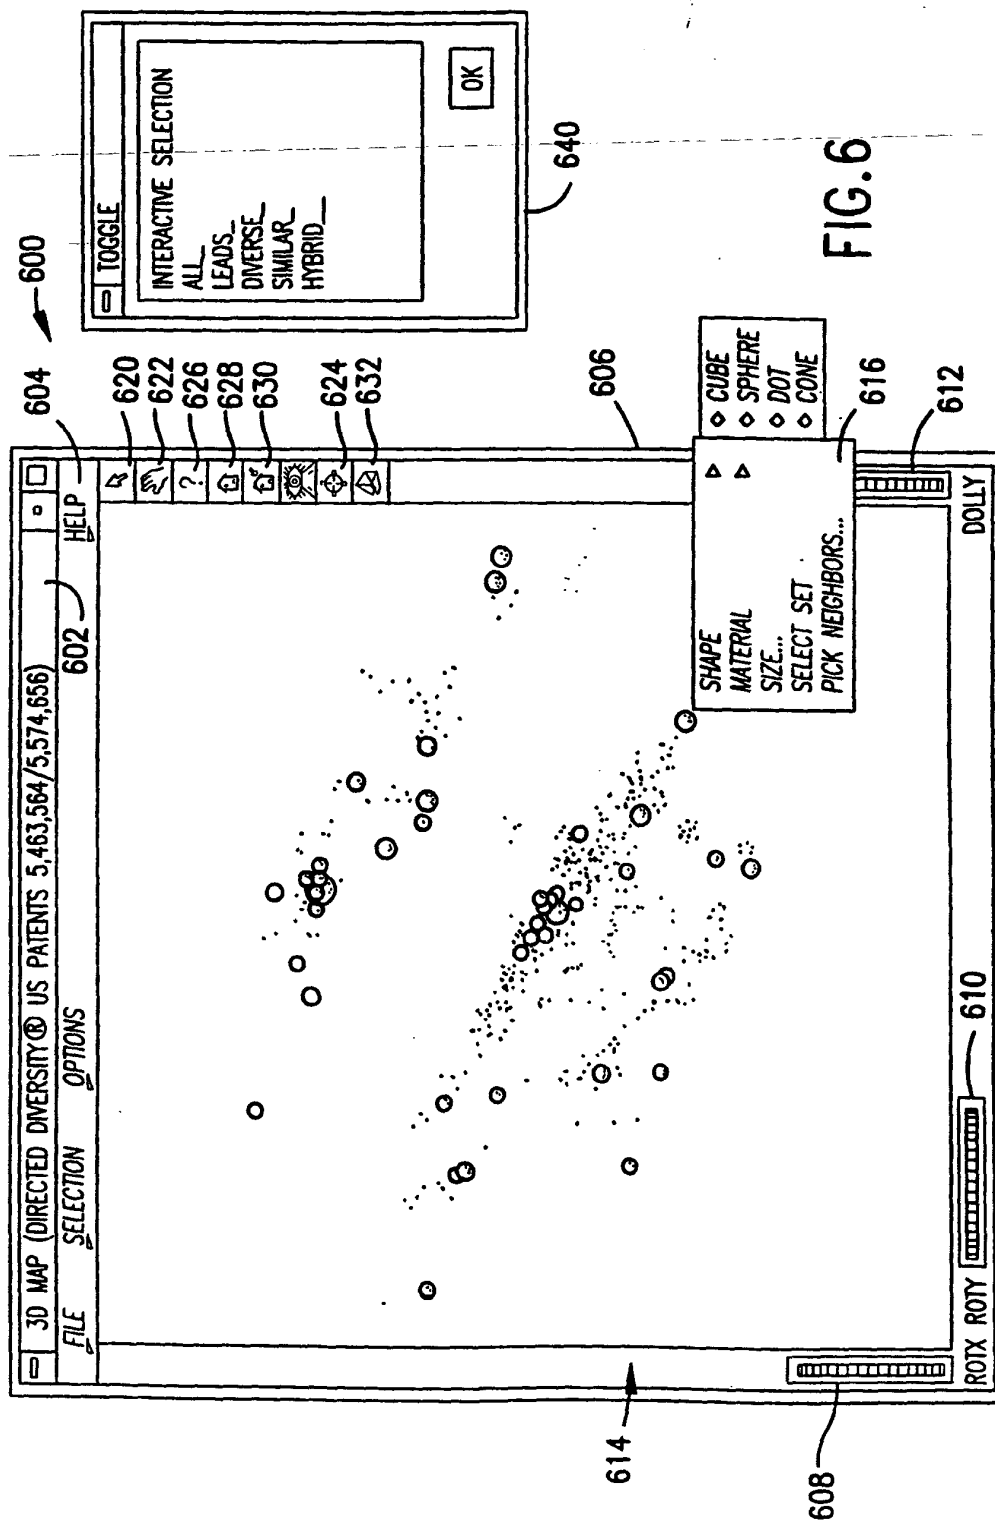 600
3D MAP (DIRECTED DIVERSITY® US PATENTS 5,463,564/5,574,656)
602
604
FILE SELECTION OPTIONS HELP
620
622
626
628
630
624
632
?
606
TOGGLE
INTERACTIVE SELECTION
ALL_
LEADS_
DIVERSE_
SIMILAR_
HYBRID_
OK
640
SHAPE
MATERIAL
SIZE...
SELECT SET
PICK NEIGHBORS...
CUBE
SPHERE
DOT
CONE
616
612
614
608
610
ROTX ROTY
DOLLY
FIG.6